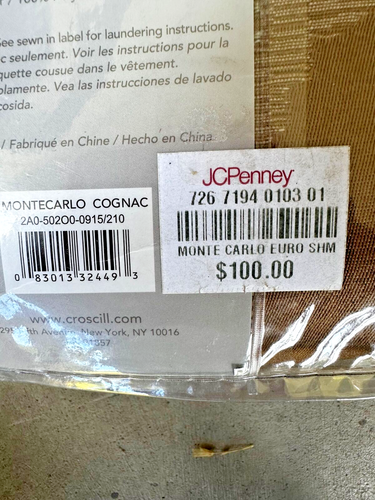 See sewn in label for laundering instructions.
c seulement. Voir les instructions pour la
quette cousue dans le vêtement.
olamente. Vea las instrucciones de lavado
cosida.
/ Fabriqué en Chine / Hecho en China
MONTECARLO COGNAC
2A0-502O0-0915/210
0 83013 32449 3
JCPenney
726 7194 0103 01
MONTE CARLO EURO SHM
$100.00
www.croscill.com
Avenue, New York, NY 10016